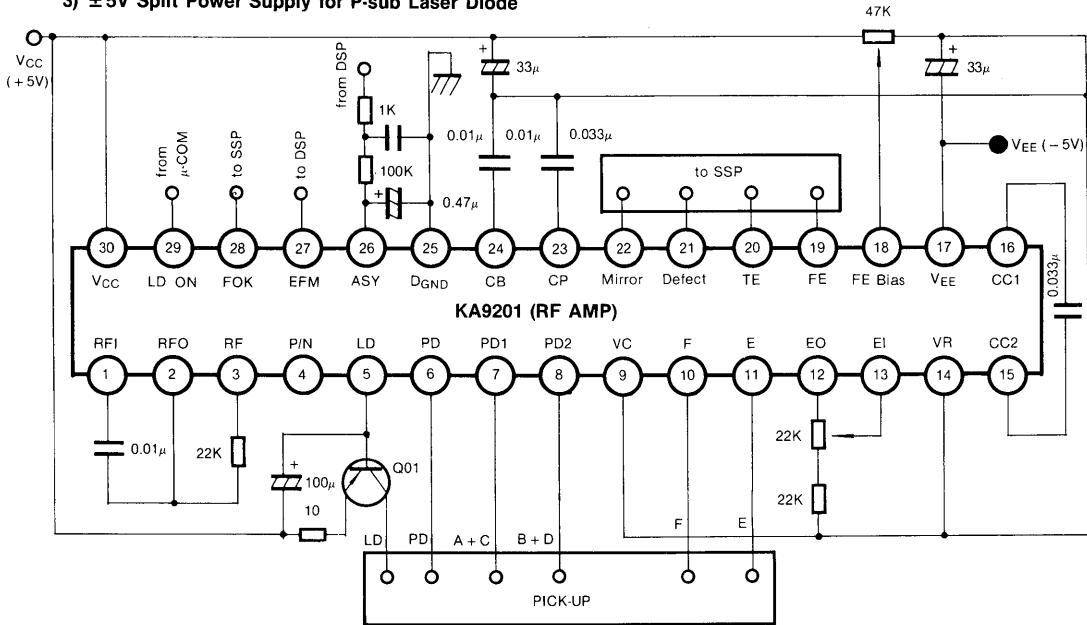 3) ±5V Split Power Supply for P-sub Laser Diode
47K
VCC
(+5V)
+
33μ
+
33μ
from DSP
1K
0.01μ
0.01μ
0.033μ
VEE (−5V)
from
μ-COM
to SSP
to DSP
100K
+
0.47μ
to SSP
30
29
28
27
26
25
24
23
22
21
20
19
18
17
16
VCC
LD ON
FOK
EFM
ASY
DGND
CB
CP
Mirror
Defect
TE
FE
FE Bias
VEE
CC1
0.033μ
KA9201 (RF AMP)
RFI
RFO
RF
P/N
LD
PD
PD1
PD2
VC
F
E
EO
EI
VR
CC2
1
2
3
4
5
6
7
8
9
10
11
12
13
14
15
0.01μ
22K
+
100μ
Q01
10
22K
22K
LD
PD
A+C
B+D
F
E
PICK-UP